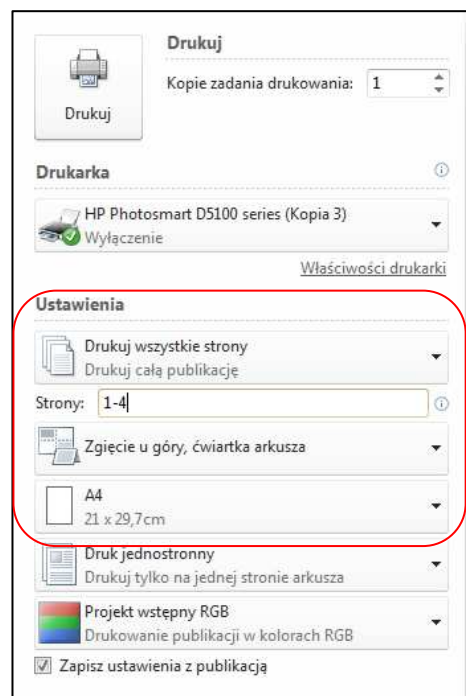 Drukuj
Kopie zadania drukowania: 1
Drukuj
Drukarka
HP Photosmart D5100 series (Kopia 3)
Wyłączenie
Właściwości drukarki
Ustawienia
Drukuj wszystkie strony
Drukuj całą publikację
Strony: 1-4
Zgięcie u góry, ćwiartka arkusza
A4
21 x 29,7cm
Druk jednostronny
Drukuj tylko na jednej stronie arkusza
Projekt wstępny RGB
Drukowanie publikacji w kolorach RGB
Zapisz ustawienia z publikacją